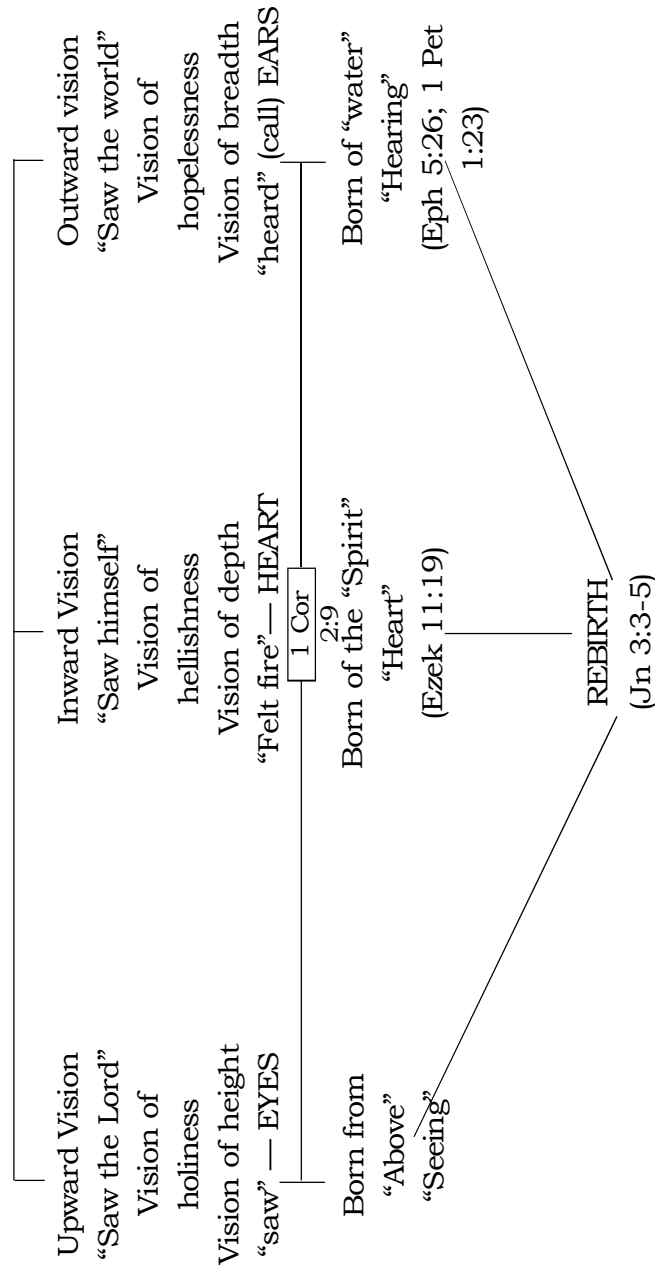 Upward Vision
“Saw the Lord”
Vision of
holiness
Vision of height
“saw” — EYES
Inward Vision
“Saw himself”
Vision of
hellishness
Vision of depth
“Felt fire”— HEART
Outward vision
“Saw the world”
Vision of
hopelessness
Vision of breadth
“heard” (call) EARS
1 Cor
2:9
Born from
“Above”
“Seeing”
Born of the “Spirit”
“Heart”
(Ezek 11:19)
Born of “water”
“Hearing”
(Eph 5:26; 1 Pet
1:23)
REBIRTH
(Jn 3:3-5)